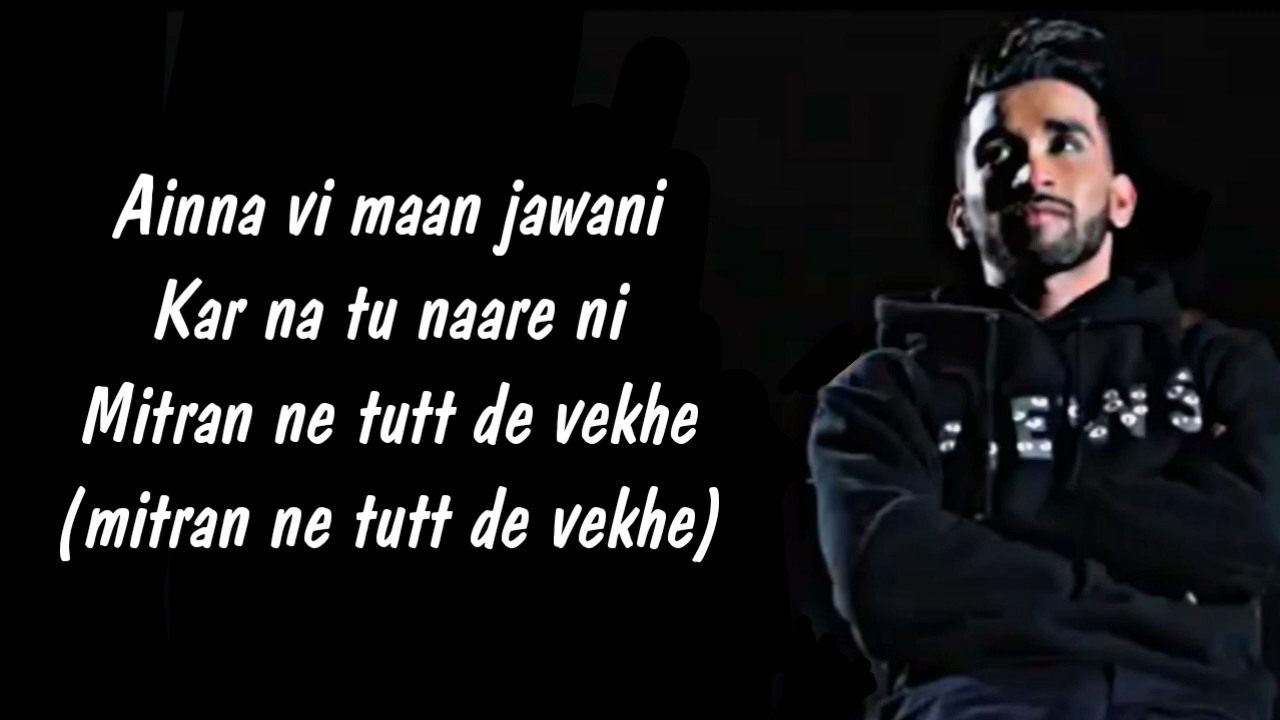 Ainna vi maan jawani
Kar na tu naare ni
Mitran ne tutt de vekhe
(mitran ne tutt de vekhe)